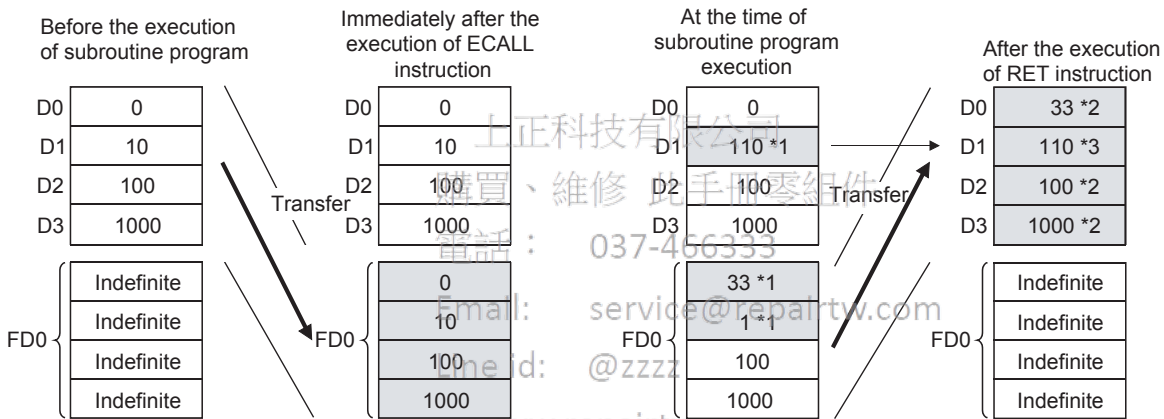 Before the execution
of subroutine program
D0 0
D1 10
D2 100
D3 1000
FD0
Indefinite
Indefinite
Indefinite
Indefinite
Transfer
Immediately after the
execution of ECALL
instruction
D0 0
D1 10
D2 100
D3 1000
FD0
0
10
100
1000
At the time of
subroutine program
execution
D0 0
D1 110 *1
D2 100
D3 1000
FD0
33 *1
1 *1
100
1000
Transfer
After the execution
of RET instruction
D0 33 *2
D1 110 *3
D2 100 *2
D3 1000 *2
FD0
Indefinite
Indefinite
Indefinite
Indefinite
上正科技有限公司
購買、維修 此手冊零組件
電話： 037-466333
Email: service@repairtw.com
Line id: @zzzz